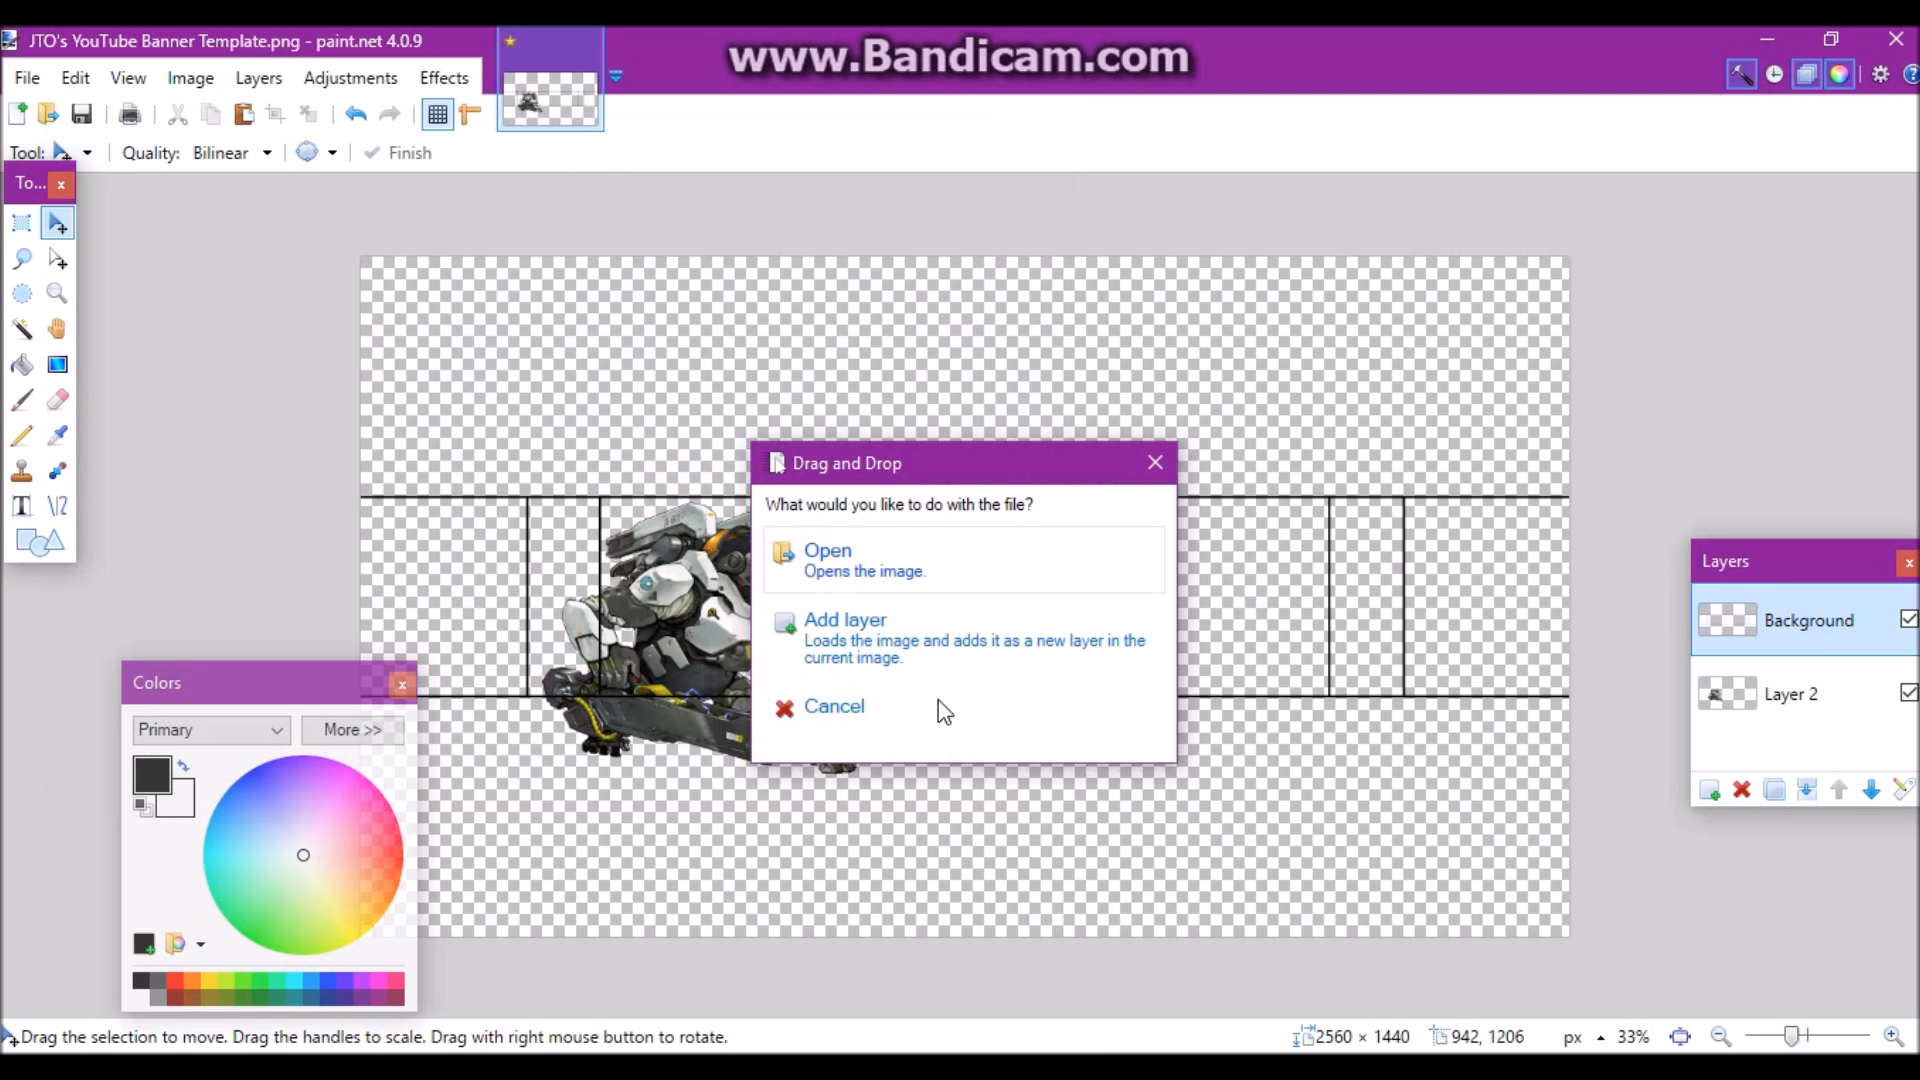 JTO's YouTube Banner Template.png - paint.net 4.0.9
www.Bandicam.com
File Edit View Image Layers Adjustments Effects
Tool: Quality: Bilinear Finish
To...
Drag and Drop
What would you like to do with the file?
Open
Opens the image.
Add layer
Loads the image and adds it as a new layer in the
current image.
Cancel
Layers
Background
Layer 2
Colors
Primary More >>
Drag the selection to move. Drag the handles to scale. Drag with right mouse button to rotate.
2560 × 1440 942, 1206 px 33%